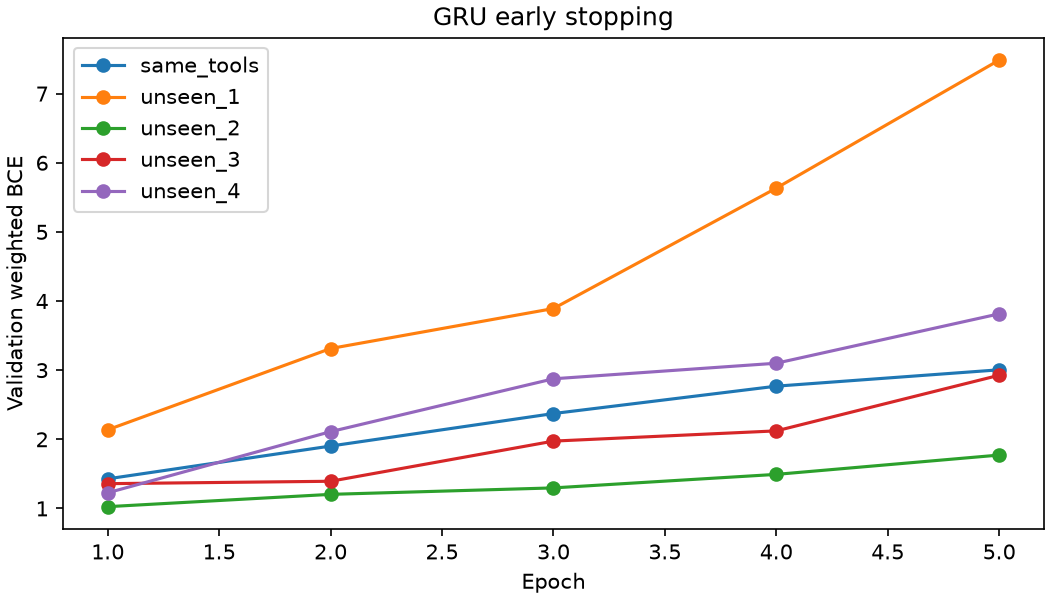 GRU early stopping
same_tools
unseen_1
unseen_2
unseen_3
unseen_4
Validation weighted BCE
7
6
5
4
3
2
1
1.0 1.5 2.0 2.5 3.0 3.5 4.0 4.5 5.0
Epoch